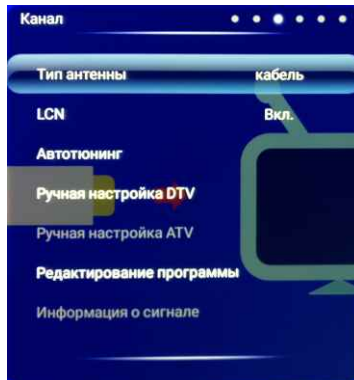 Канал
Тип антенны кабель
LCN Вкл.
Автотюнинг
Ручная настройка DTV
Ручная настройка ATV
Редактирование программы
Информация о сигнале